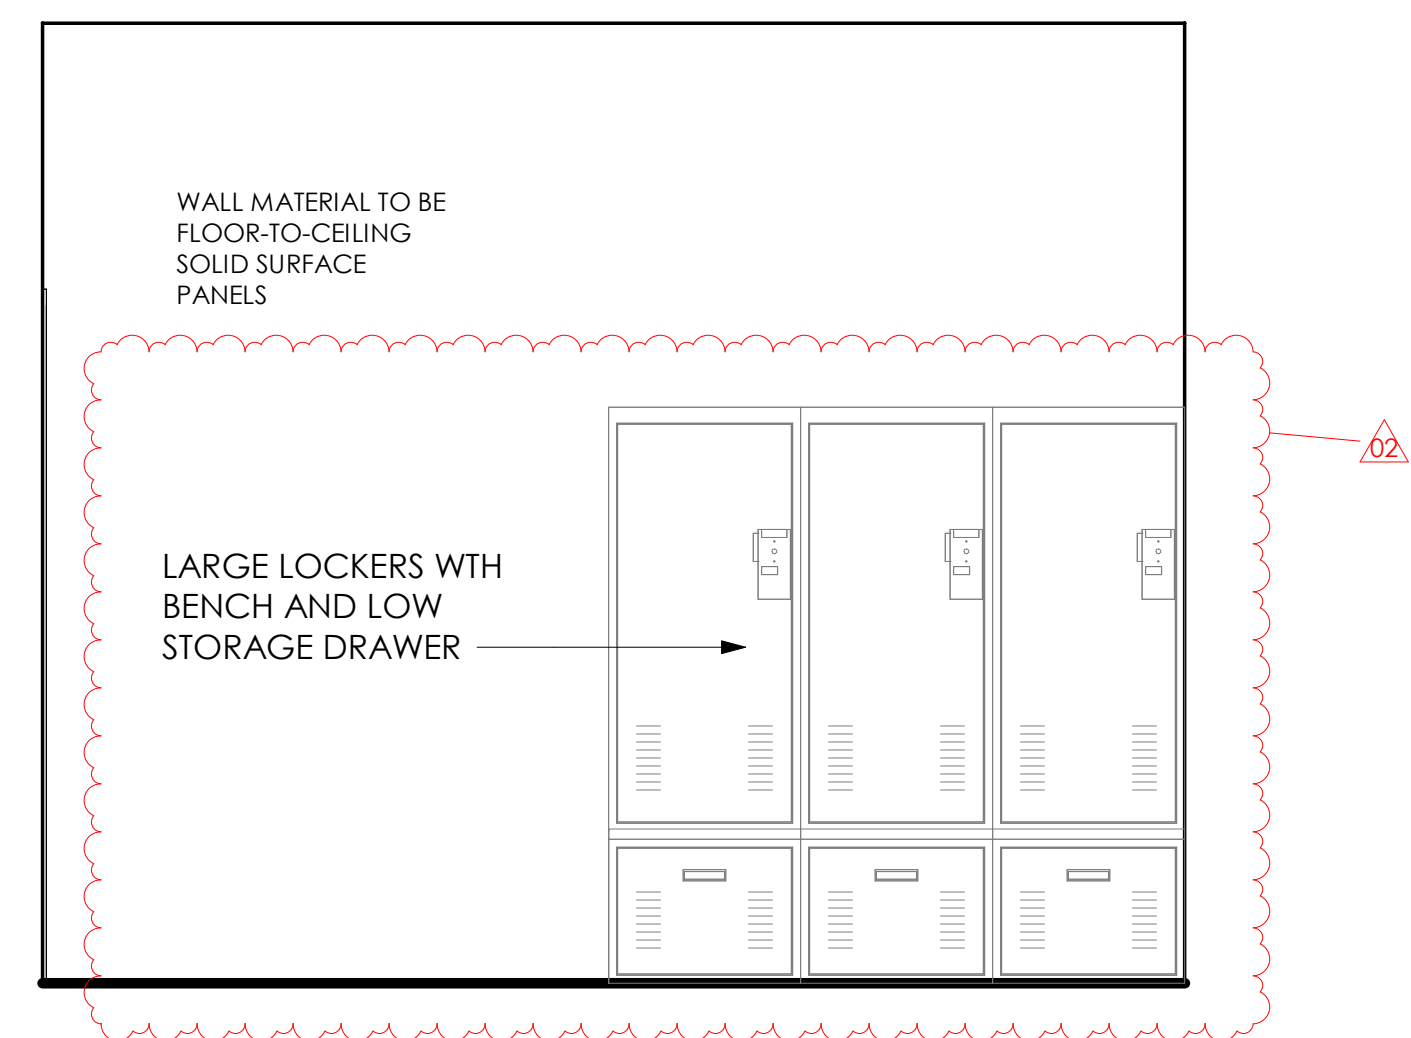 WALL MATERIAL TO BE
FLOOR-TO-CEILING
SOLID SURFACE
PANELS
02
LARGE LOCKERS WTH
BENCH AND LOW
STORAGE DRAWER